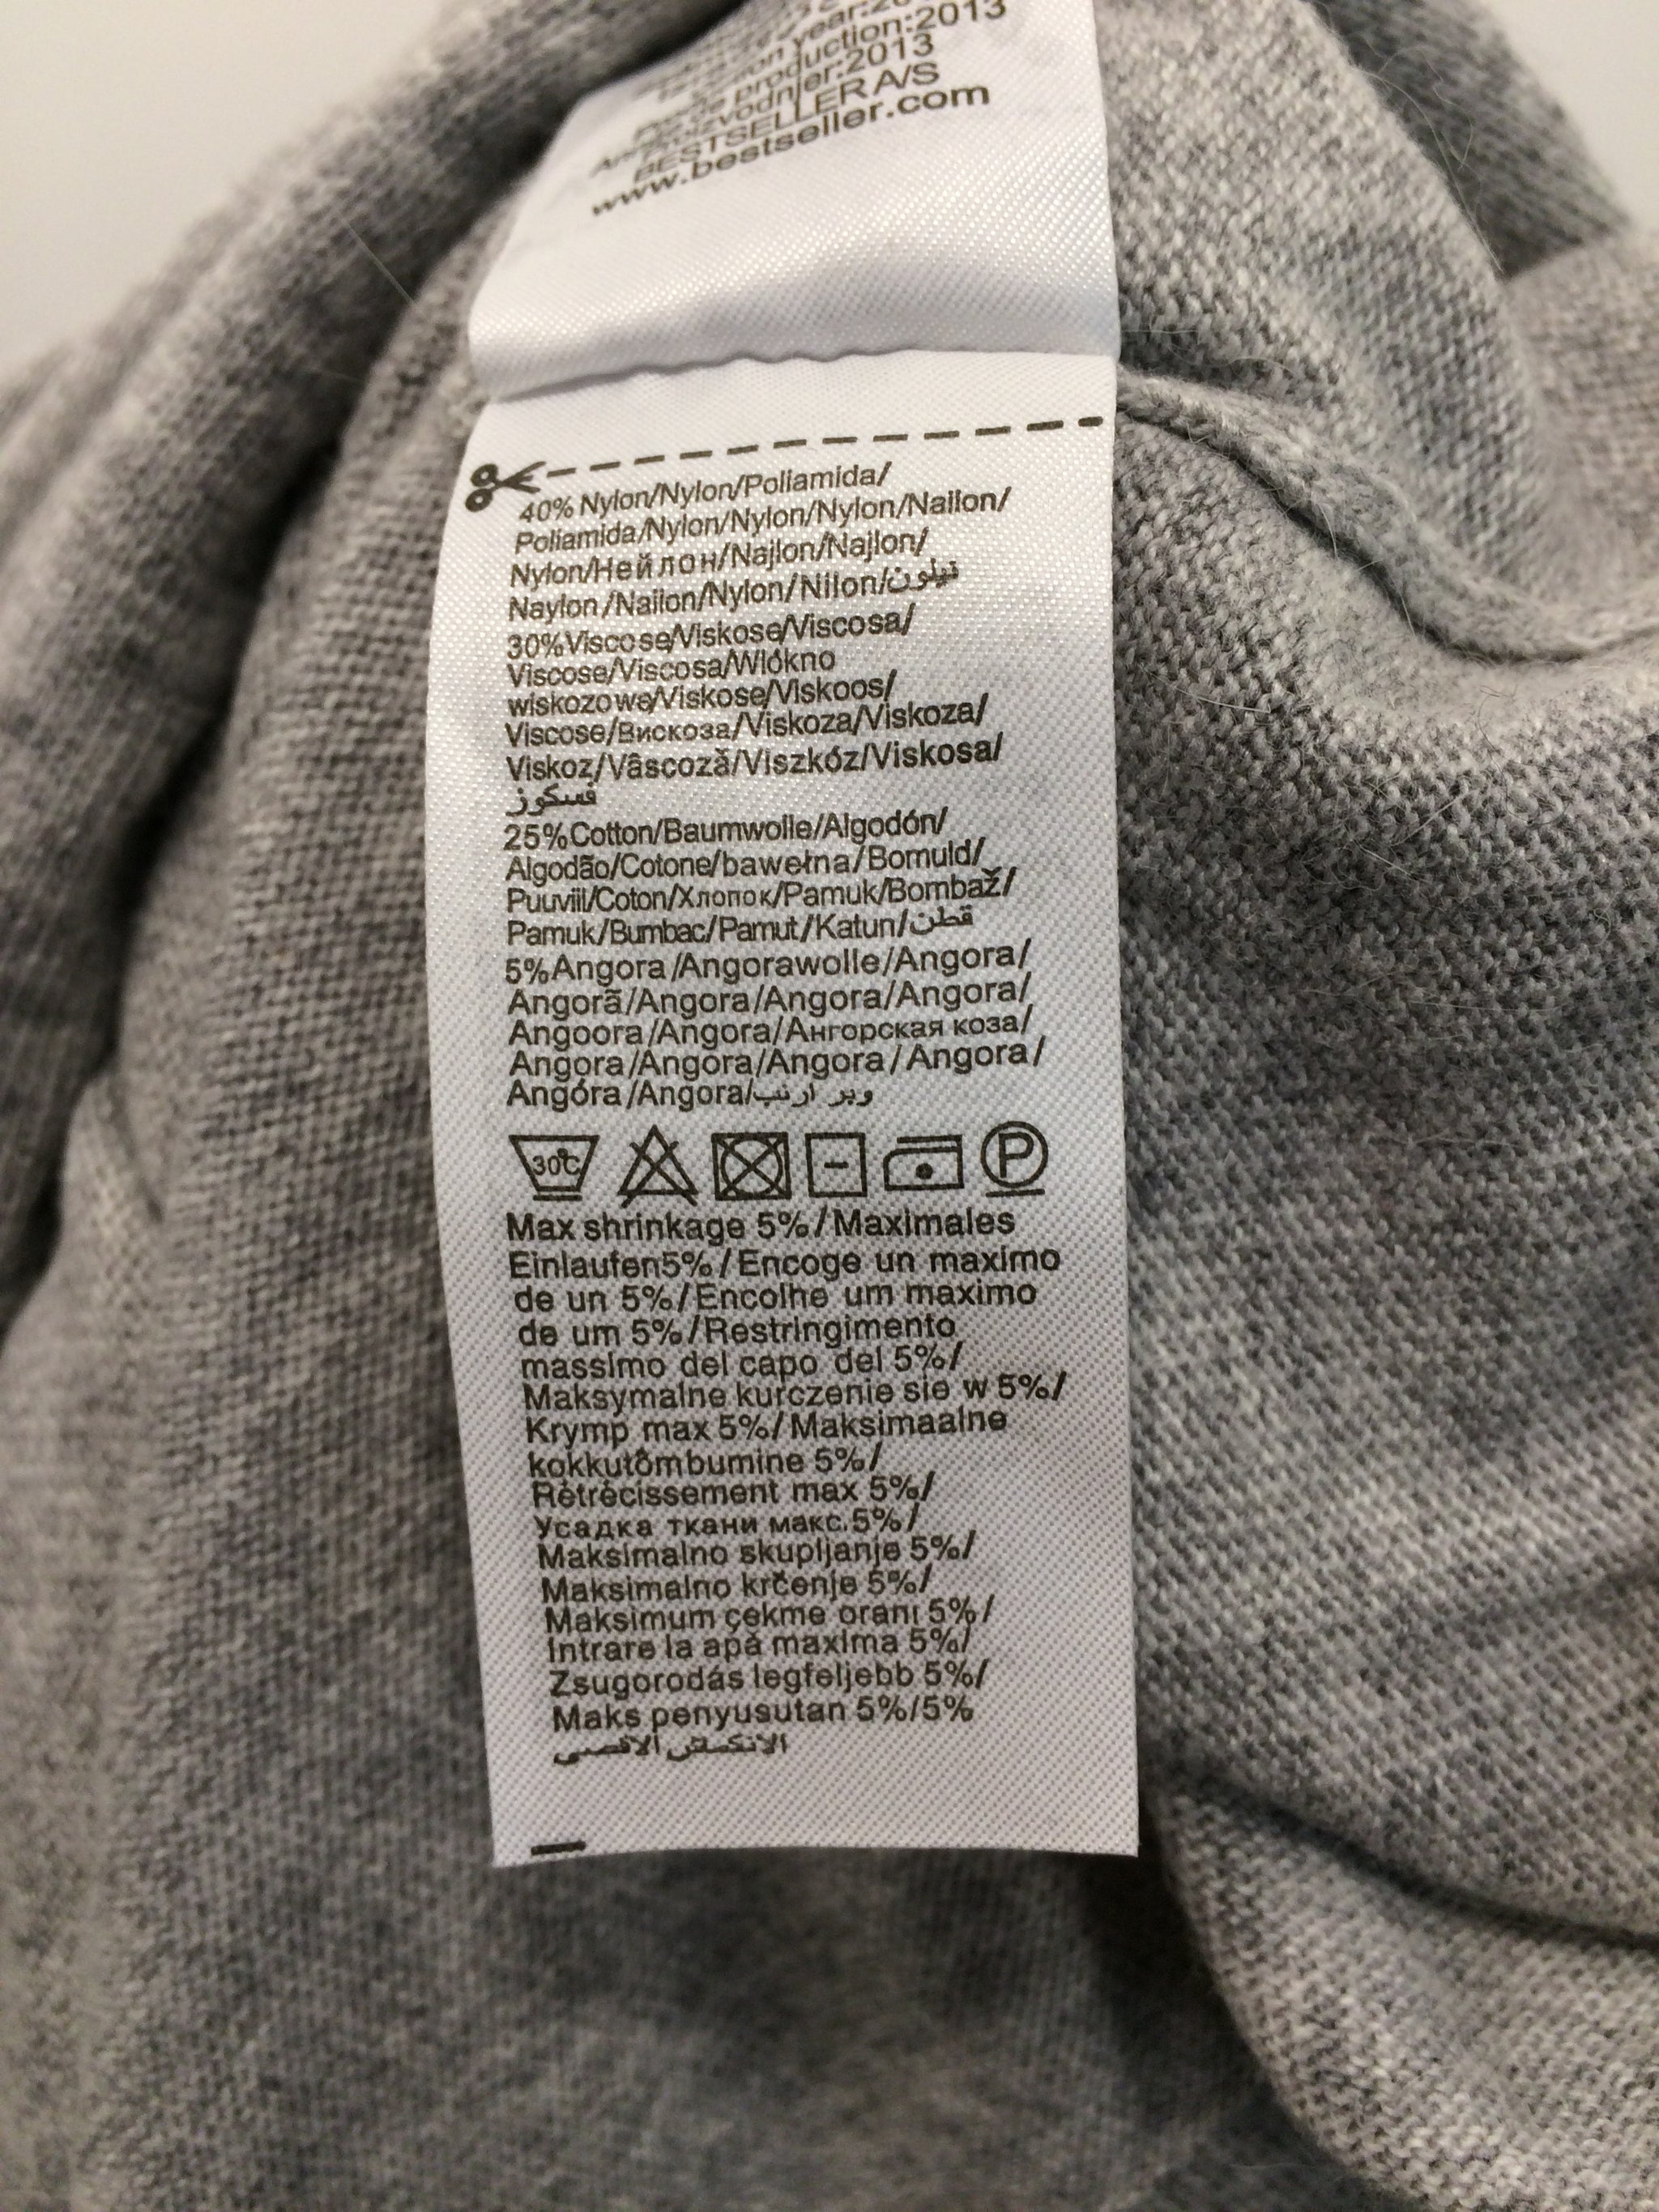 year:20
production:2013
BESTSELLER A/S
www.bestseller.com
40% Nylon/Nylon/Poliamida/
Poliamida/Nylon/Nylon/Nylon/Nailon/
Nylon/Нейлон/Najlon/Najlon/
Naylon/Nailon/Nylon/Nilon/نيلون
30%Viscose/Viskose/Viscosa/
Viscose/Viscosa/Wlókno
wiskozowe/Viskose/Viskoos/
Viscose/Вискоза/Viskoza/Viskoza/
Viskoz/Vâscoză/Viszkóz/Viskosa/
فسكوز
25%Cotton/Baumwolle/Algodón/
Algodão/Cotone/bawełna/Bomuld/
Puuvill/Coton/Хлопок/Pamuk/Bombaž/
Pamuk/Bumbac/Pamut/Katun/قطن
5%Angora/Angorawolle/Angora/
Angorã/Angora/Angora/Angora/
Angoora/Angora/Ангорская коза/
Angora/Angora/Angora/Angora/
Angóra/Angora/وبر ارنب
30°C
P
Max shrinkage 5%/Maximales
Einlaufen5%/Encoge un maximo
de un 5%/Encolhe um maximo
de um 5%/Restringimento
massimo del capo del 5%/
Maksymalne kurczenie sie w 5%/
Krymp max 5%/Maksimaalne
kokkutõmbumine 5%/
Rétrécissement max 5%/
Усадка ткани макс.5%/
Maksimalno skupljanje 5%/
Maksimalno krčenje 5%/
Maksimum çekme oranı 5%/
Intrare la apă maxima 5%/
Zsugorodás legfeljebb 5%/
Maks penyusutan 5%/5%
الانكماش الاقصى